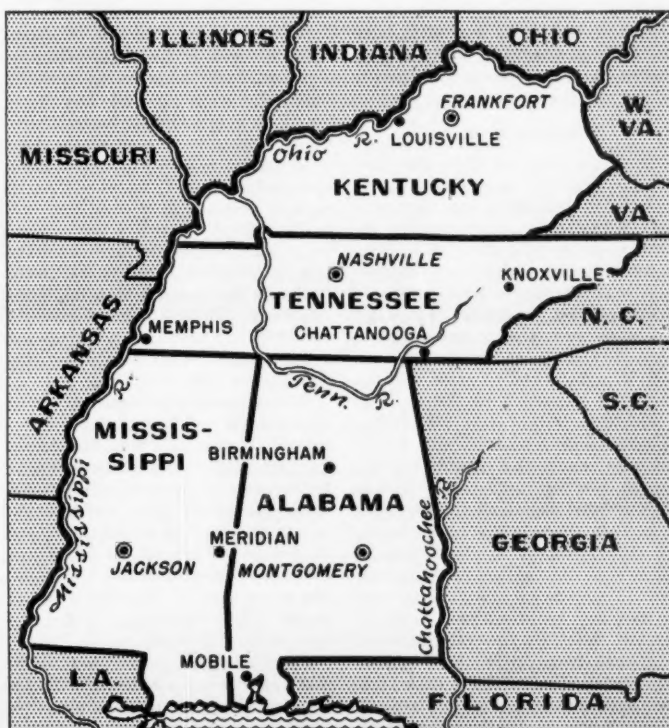 ILLINOIS
INDIANA
OHIO
W.
VA.
FRANKFORT
LOUISVILLE
Ohio R.
MISSOURI
KENTUCKY
VA
NASHVILLE
KNOXVILLE
TENNESSEE
N. C.
MEMPHIS
CHATTANOOGA
ARKANSAS
Tenn. R.
S.C.
MISSIS-
SIPPI
BIRMINGHAM
ALABAMA
Mississippi R.
MERIDIAN
JACKSON
MONTGOMERY
Chattahoochee R.
GEORGIA
MOBILE
LA.
FLORIDA